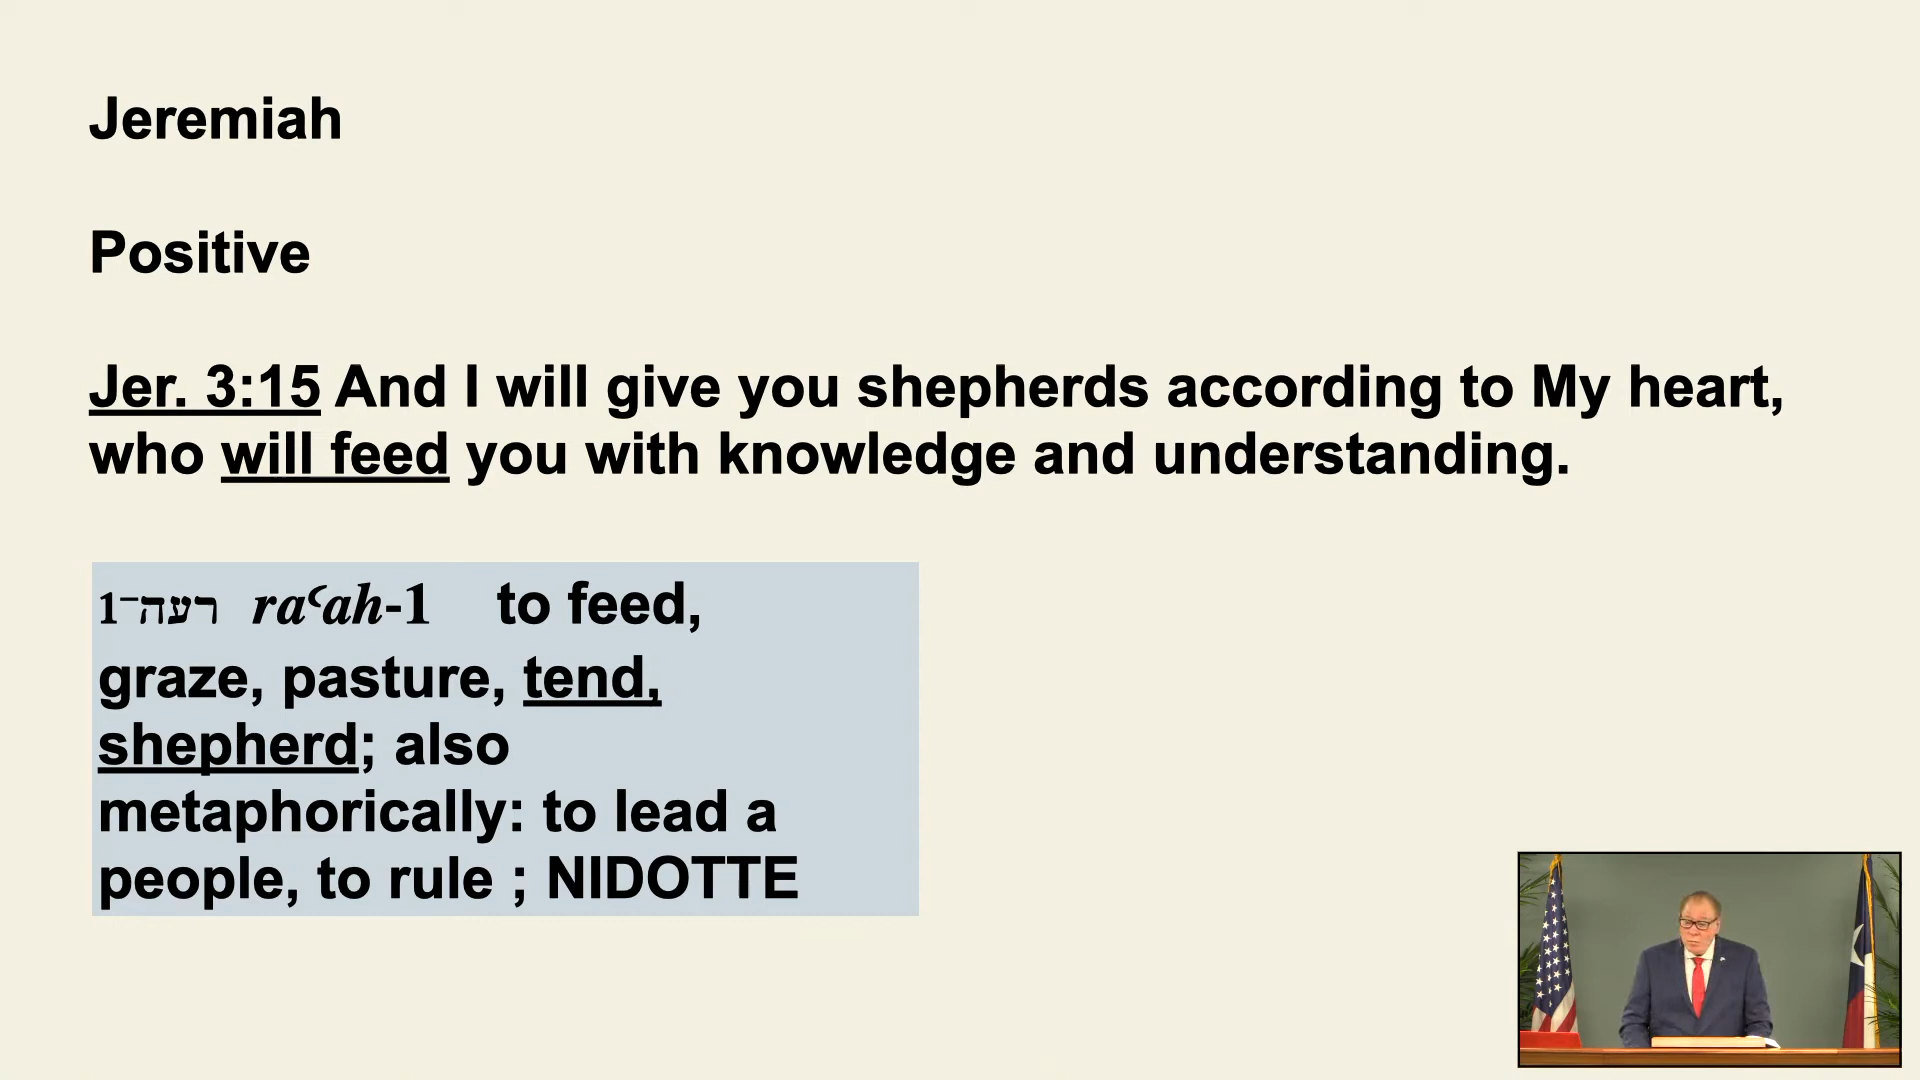 Jeremiah
Positive
Jer. 3:15 And I will give you shepherds according to My heart,
who will feed you with knowledge and understanding.
רעה־1 raʿah-1 to feed,
graze, pasture, tend,
shepherd; also
metaphorically: to lead a
people, to rule ; NIDOTTE